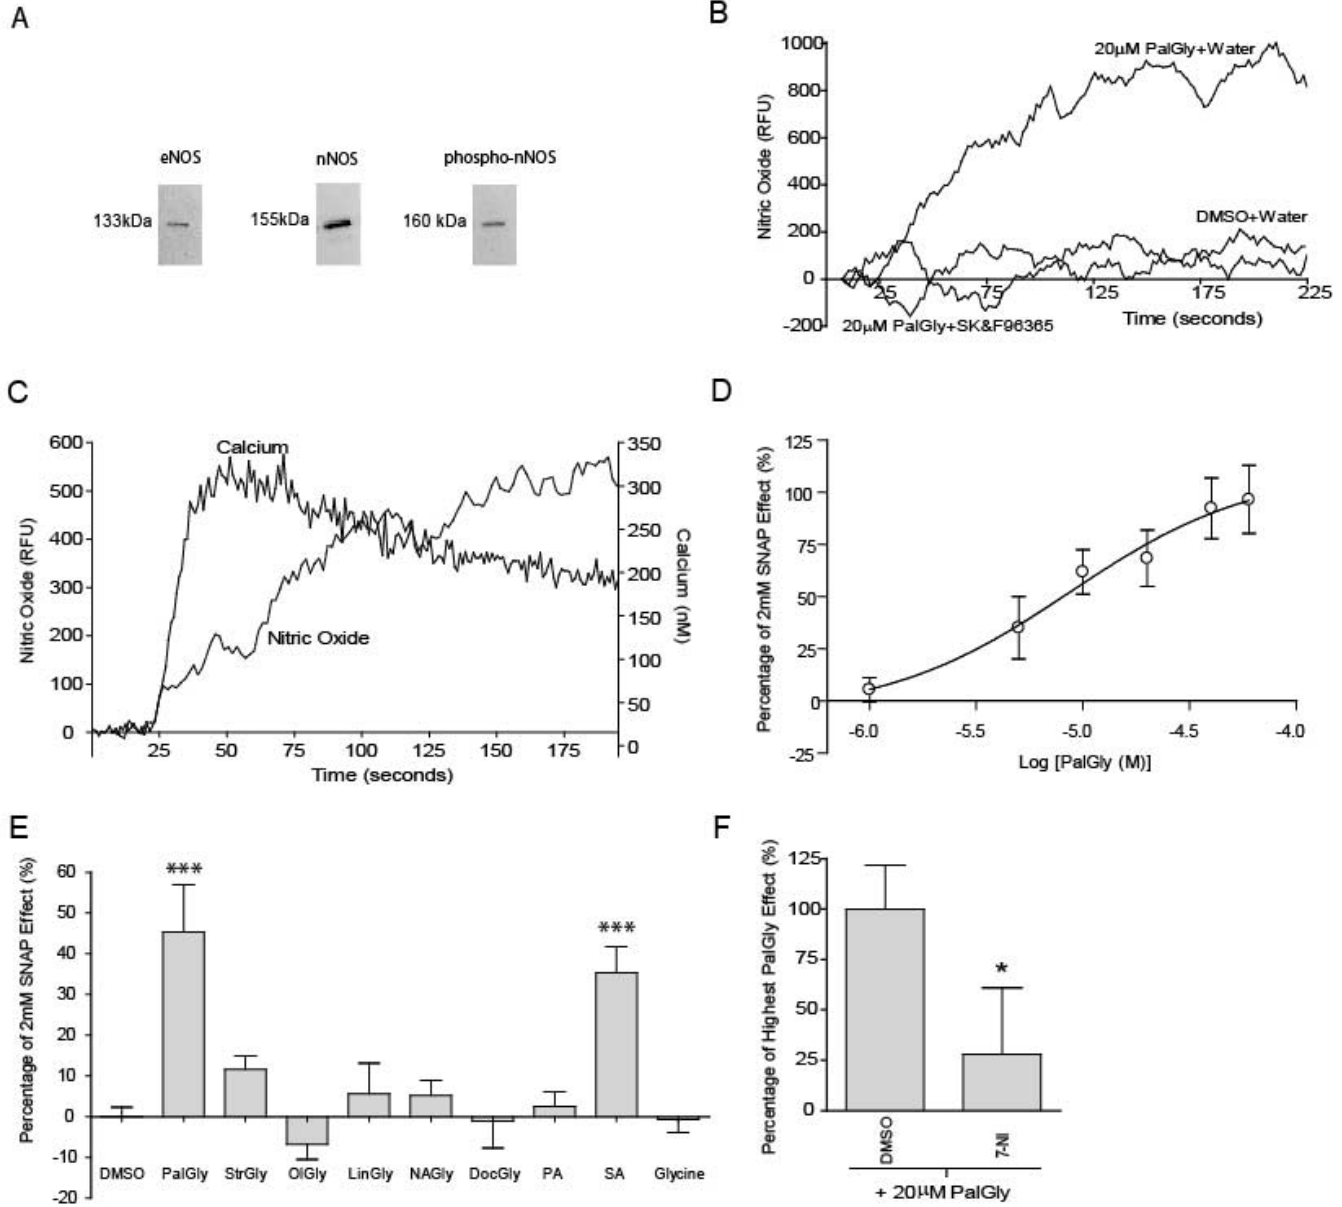 A
eNOS
nNOS
phospho-nNOS
133kDa
155kDa
160 kDa
B
Nitric Oxide (RFU)
1000
800
600
400
200
0
-200
20µM PalGly+Water
DMSO+Water
20µM PalGly+SK&F96365
25 75 125 175 225
Time (seconds)
C
Nitric Oxide (RFU)
600
500
400
300
200
100
0
Calcium
Nitric Oxide
350
300
250
200
150
100
50
0
Calcium (nM)
25 50 75 100 125 150 175
Time (seconds)
D
Percentage of 2mM SNAP Effect (%)
125
100
75
50
25
0
-25
-6.0 -5.5 -5.0 -4.5 -4.0
Log [PalGly (M)]
E
Percentage of 2mM SNAP Effect (%)
60
50
40
30
20
10
0
-10
-20
***
***
DMSO PalGly StrGly OlGly LinGly NAGly DocGly PA SA Glycine
F
Percentage of Highest PalGly Effect (%)
125
100
75
50
25
0
*
DMSO
7-NI
+ 20µM PalGly